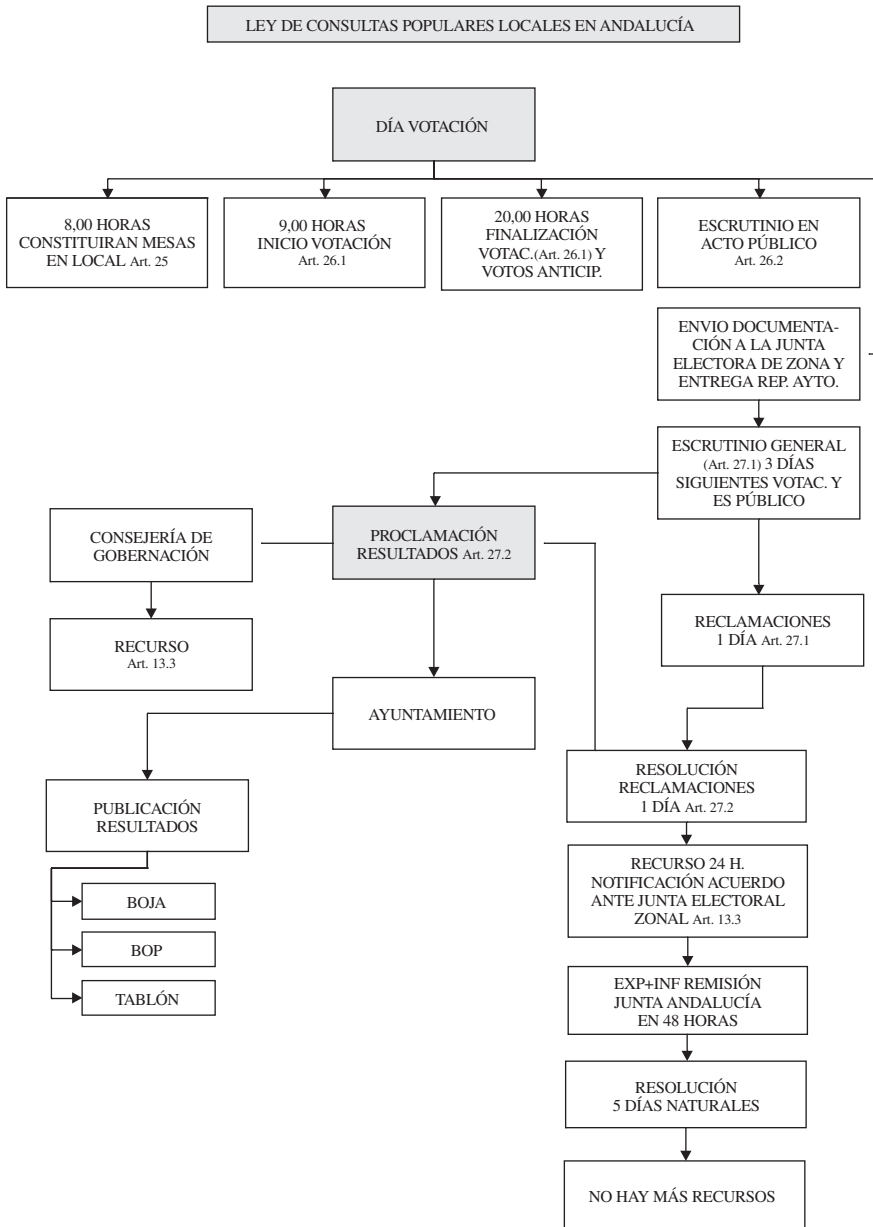 LEY DE CONSULTAS POPULARES LOCALES EN ANDALUCÍA
DÍA VOTACIÓN
8,00 HORAS
CONSTITUIRAN MESAS
EN LOCAL Art. 25
9,00 HORAS
INICIO VOTACIÓN
Art. 26.1
20,00 HORAS
FINALIZACIÓN
VOTAC.(Art. 26.1) Y
VOTOS ANTICIP.
ESCRUTINIO EN
ACTO PÚBLICO
Art. 26.2
ENVIO DOCUMENTA-
CIÓN A LA JUNTA
ELECTORA DE ZONA Y
ENTREGA REP. AYTO.
ESCRUTINIO GENERAL
(Art. 27.1) 3 DÍAS
SIGUIENTES VOTAC. Y
ES PÚBLICO
CONSEJERÍA DE
GOBERNACIÓN
PROCLAMACIÓN
RESULTADOS Art. 27.2
RECURSO
Art. 13.3
RECLAMACIONES
1 DÍA Art. 27.1
AYUNTAMIENTO
PUBLICACIÓN
RESULTADOS
RESOLUCIÓN
RECLAMACIONES
1 DÍA Art. 27.2
BOJA
BOP
TABLÓN
RECURSO 24 H.
NOTIFICACIÓN ACUERDO
ANTE JUNTA ELECTORAL
ZONAL Art. 13.3
EXP+INF REMISIÓN
JUNTA ANDALUCÍA
EN 48 HORAS
RESOLUCIÓN
5 DÍAS NATURALES
NO HAY MÁS RECURSOS